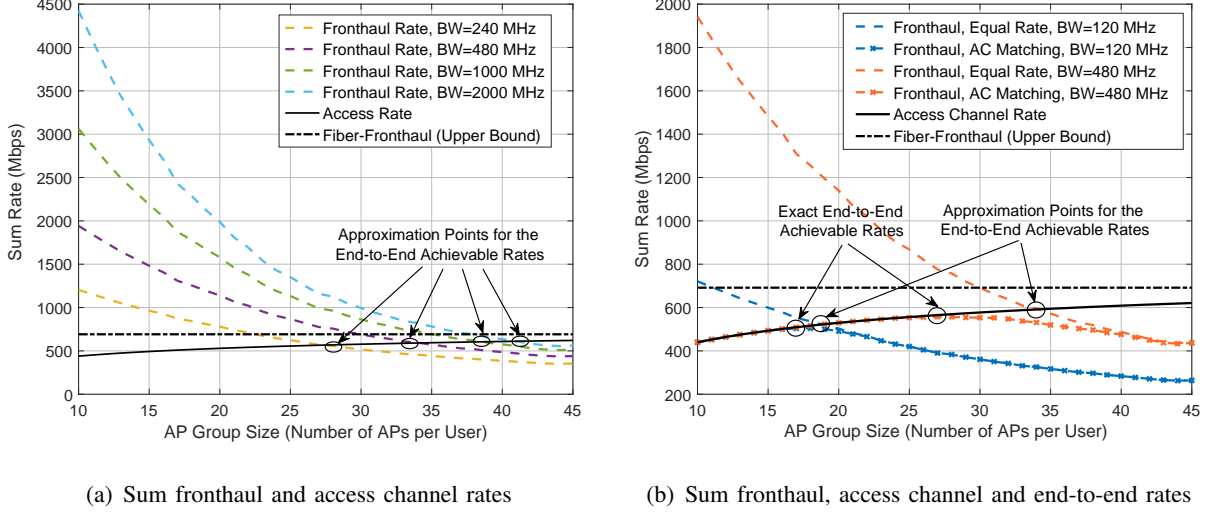 4500
4000
3500
3000
2500
2000
1500
1000
500
0
Sum Rate (Mbps)
Fronthaul Rate, BW=240 MHz
Fronthaul Rate, BW=480 MHz
Fronthaul Rate, BW=1000 MHz
Fronthaul Rate, BW=2000 MHz
Access Rate
Fiber-Fronthaul (Upper Bound)
Approximation Points for the
End-to-End Achievable Rates
10 15 20 25 30 35 40 45
AP Group Size (Number of APs per User)
(a) Sum fronthaul and access channel rates
2000
1800
1600
1400
1200
1000
800
600
400
200
Sum Rate (Mbps)
Fronthaul, Equal Rate, BW=120 MHz
Fronthaul, AC Matching, BW=120 MHz
Fronthaul, Equal Rate, BW=480 MHz
Fronthaul, AC Matching, BW=480 MHz
Access Channel Rate
Fiber-Fronthaul (Upper Bound)
Exact End-to-End
Achievable Rates
Approximation Points for the
End-to-End Achievable Rates
10 15 20 25 30 35 40 45
AP Group Size (Number of APs per User)
(b) Sum fronthaul, access channel and end-to-end rates